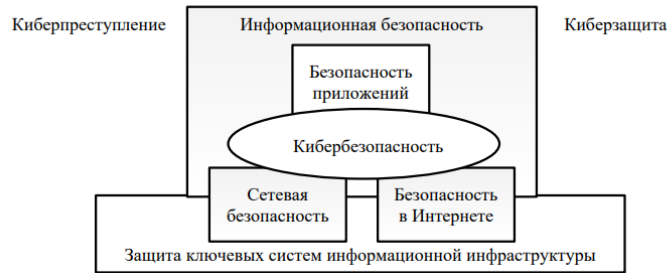 Киберпреступление
Информационная безопасность
Киберзащита
Безопасность
приложений
Кибербезопасность
Сетевая
безопасность
Безопасность
в Интернете
Защита ключевых систем информационной инфраструктуры